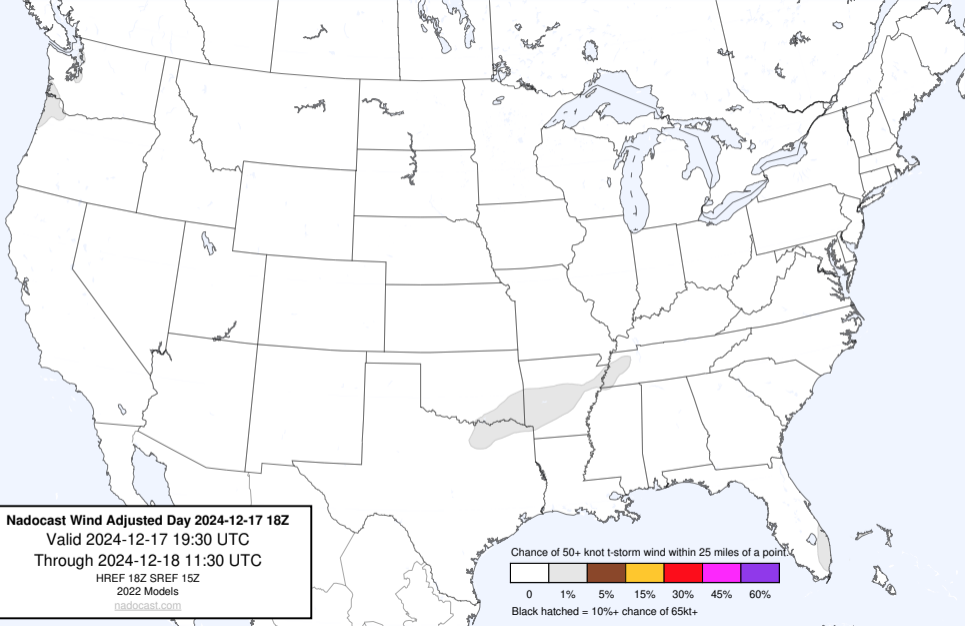 Nadocast Wind Adjusted Day 2024-12-17 18Z
Valid 2024-12-17 19:30 UTC
Through 2024-12-18 11:30 UTC
HREF 18Z SREF 15Z
2022 Models
nadocast.com
Chance of 50+ knot t-storm wind within 25 miles of a point.
0 1% 5% 15% 30% 45% 60%
Black hatched = 10%+ chance of 65kt+